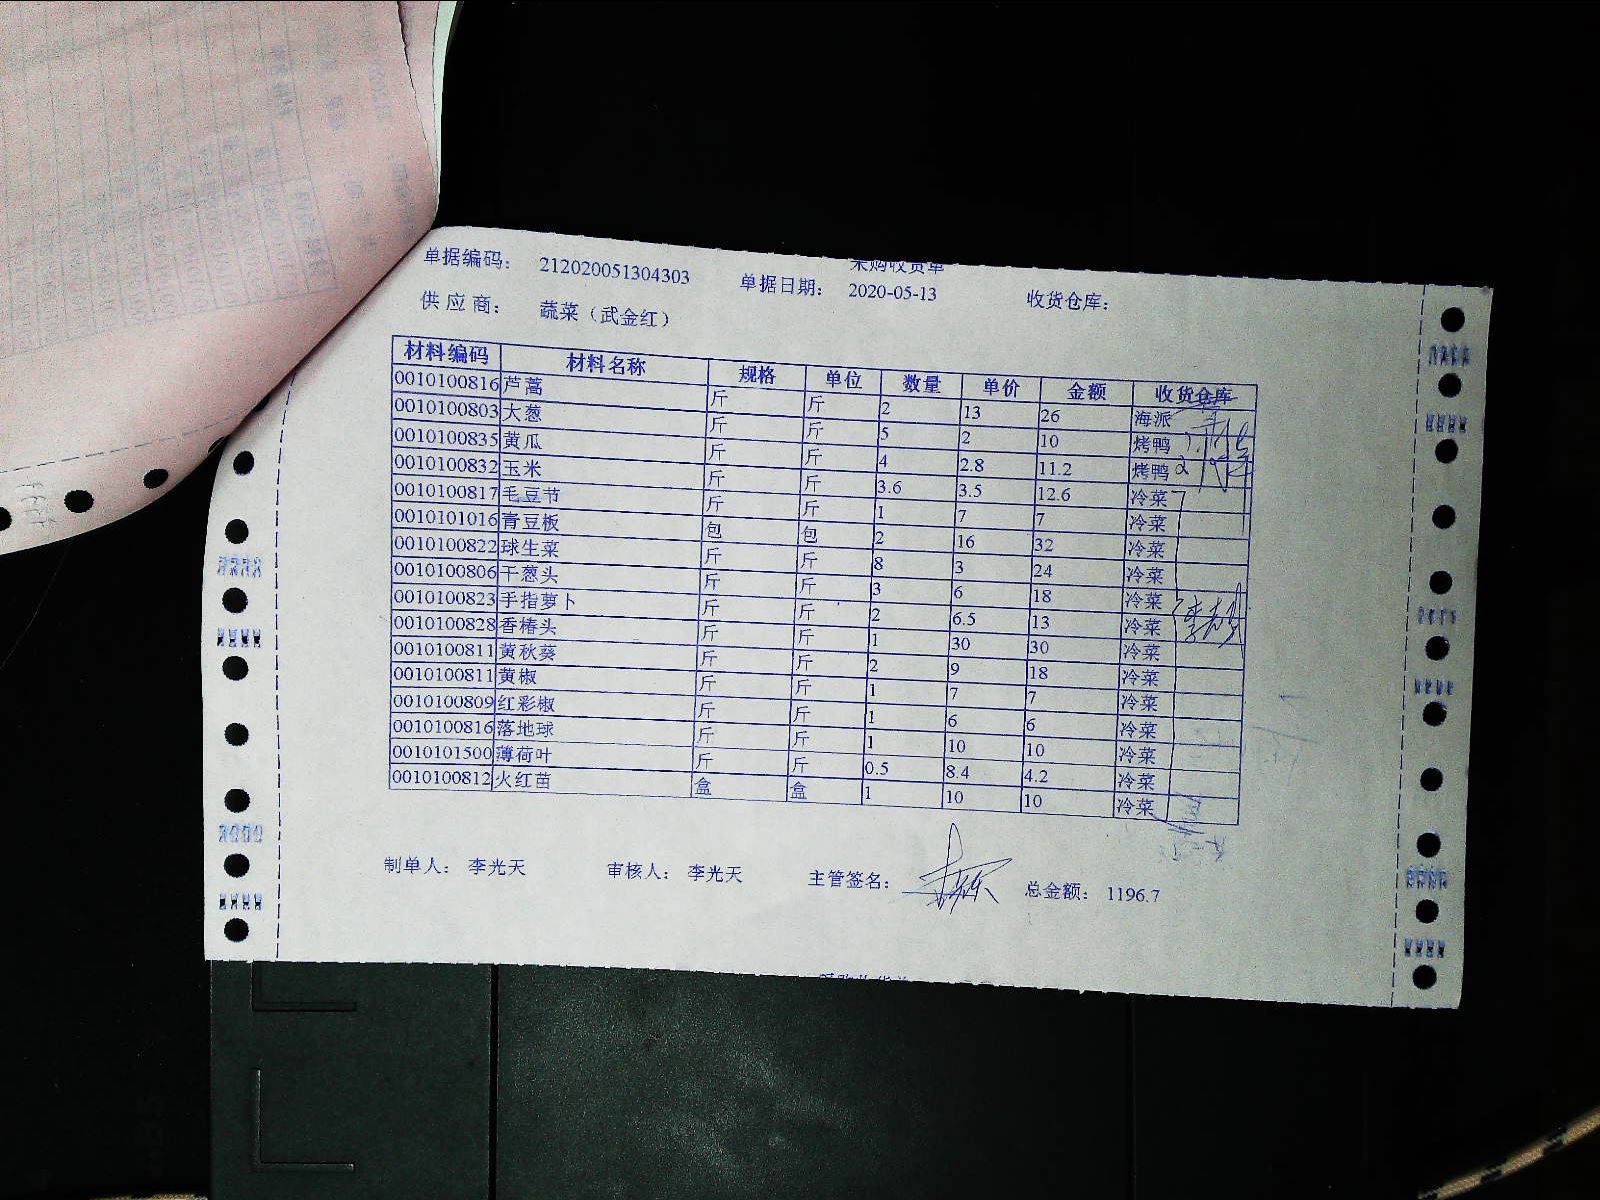 采购收货单
单据编码： 212020051304303 单据日期： 2020-05-13 收货仓库：
供应商： 蔬菜（武金红）
材料编码 材料名称 规格 单位 数量 单价 金额 收货仓库
0010100816 芦蒿 斤 斤 2 13 26 海派
0010100803 大葱 斤 斤 5 2 10 烤鸭
0010100835 黄瓜 斤 斤 4 2.8 11.2 烤鸭
0010100832 玉米 斤 斤 3.6 3.5 12.6 冷菜
0010100817 毛豆节 斤 斤 1 7 7 冷菜
0010101016 青豆板 包 包 2 16 32 冷菜
0010100822 球生菜 斤 斤 8 3 24 冷菜
0010100806 干葱头 斤 斤 3 6 18 冷菜
0010100823 手指萝卜 斤 斤 2 6.5 13 冷菜
0010100828 香椿头 斤 斤 1 30 30 冷菜
0010100811 黄秋葵 斤 斤 2 9 18 冷菜
0010100811 黄椒 斤 斤 1 7 7 冷菜
0010100809 红彩椒 斤 斤 1 6 6 冷菜
0010100816 落地球 斤 斤 1 10 10 冷菜
0010101500 薄荷叶 斤 斤 0.5 8.4 4.2 冷菜
0010100812 火红苗 盒 盒 1 10 10 冷菜
制单人： 李光天 审核人： 李光天 主管签名： 总金额： 1196.7